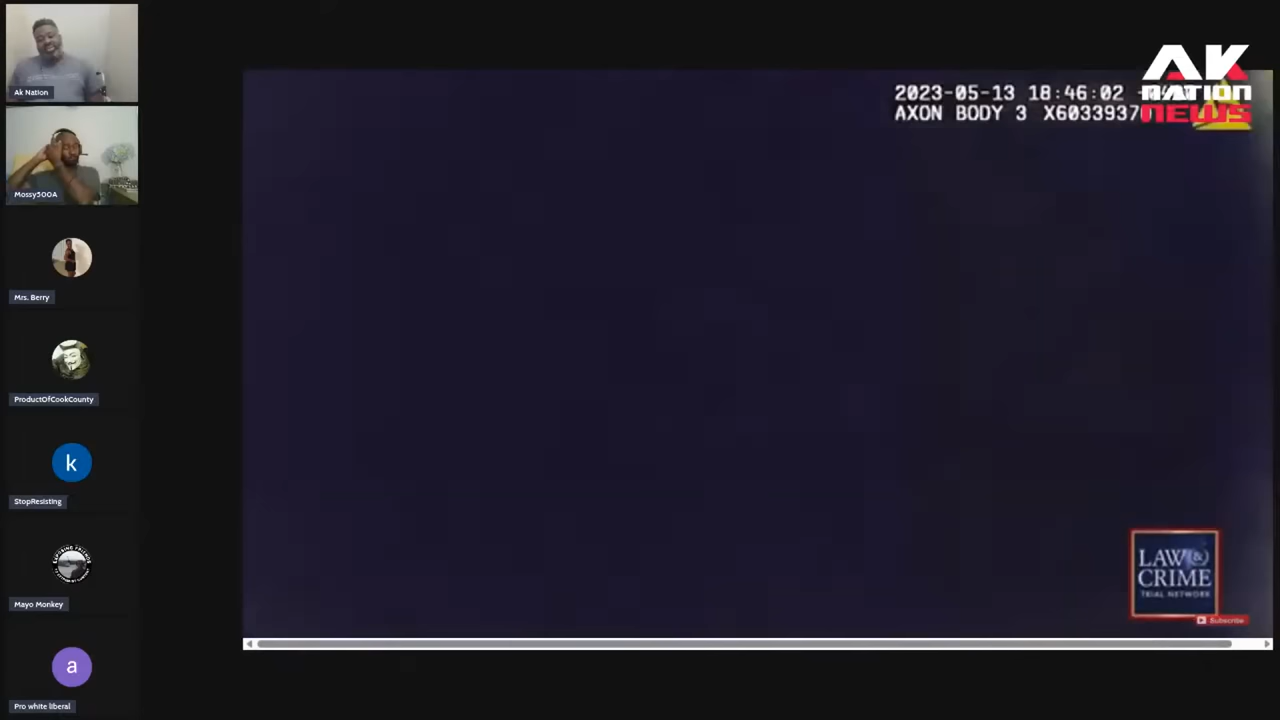 Ak Nation
Mossy500A
Mrs. Berry
ProductOfCookCounty
k
StopResisting
Mayo Monkey
a
Pro white liberal
2023-05-13 18:46:02
AXON BODY 3 X6033937
AK
NATION
NEWS
LAW &
CRIME
TRIAL NETWORK
Subscribe